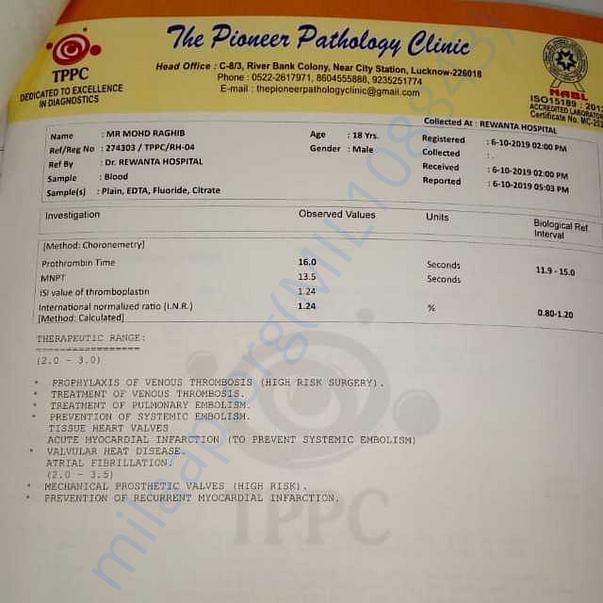 The Pioneer Pathology Clinic
TPPC
DEDICATED TO EXCELLENCE
IN DIAGNOSTICS
Head Office : C-8/3, River Bank Colony, Near City Station, Lucknow-226018
Phone : 0522-2617971, 8604555888, 9235251774
E-mail : thepioneerpathologyclinic@gmail.com
NABL
ISO15189 : 2012
ACCREDITED LABORATORY
Certificate No. MC-
Collected At : REWANTA HOSPITAL
Name : MR MOHD RAGHIB Age : 18 Yrs. Registered : 6-10-2019 02:00 PM
Ref/Reg No : 274303 / TPPC/RH-04 Gender : Male Collected : .
Ref By : Dr. REWANTA HOSPITAL Received : 6-10-2019 02:00 PM
Sample : Blood Reported : 6-10-2019 05:03 PM
Sample(s) : Plain, EDTA, Fluoride, Citrate
Investigation Observed Values Units Biological Ref. Interval
[Method: Choronemetry]
Prothrombin Time 16.0 Seconds 11.9 - 15.0
MNPT 13.5 Seconds
ISI value of thromboplastin 1.24
International normalized ratio (I.N.R.) 1.24 % 0.80-1.20
[Method: Calculated]
THERAPEUTIC RANGE:
=================
(2.0 - 3.0)
* PROPHYLAXIS OF VENOUS THROMBOSIS (HIGH RISK SURGERY).
* TREATMENT OF VENOUS THROMBOSIS.
* TREATMENT OF PULMONARY EMBOLISM.
* PREVENTION OF SYSTEMIC EMBOLISM.
TISSUE HEART VALVES
ACUTE MYOCARDIAL INFARCTION (TO PREVENT SYSTEMIC EMBOLISM)
* VALVULAR HEAT DISEASE.
ATRIAL FIBRILLATION.
(2.0 - 3.5)
* MECHANICAL PROSTHETIC VALVES (HIGH RISK).
* PREVENTION OF RECURRENT MYOCARDIAL INFARCTION.
TPPC